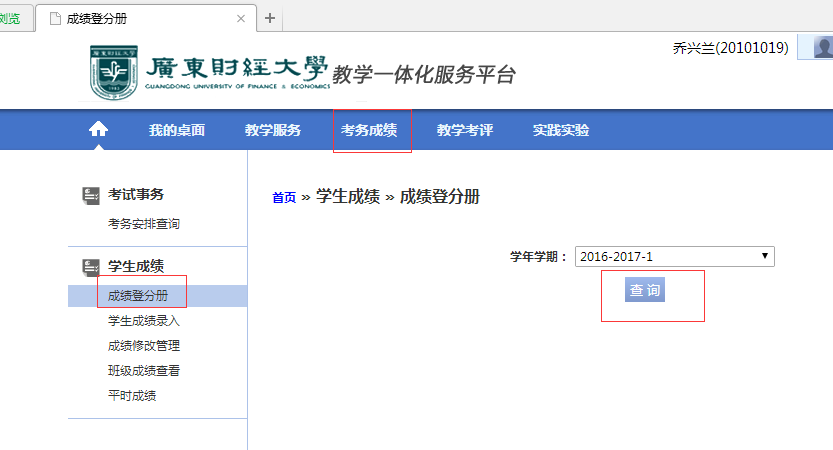 浏览
成绩登分册
廣東財經大學
GUANGDONG UNIVERSITY OF FINANCE & ECONOMICS
教学一体化服务平台
乔兴兰(20101019)
我的桌面 教学服务 考务成绩 教学考评 实践实验
考试事务
考务安排查询
学生成绩
成绩登分册
学生成绩录入
成绩修改管理
班级成绩查看
平时成绩
首页 » 学生成绩 » 成绩登分册
学年学期： 2016-2017-1
查 询